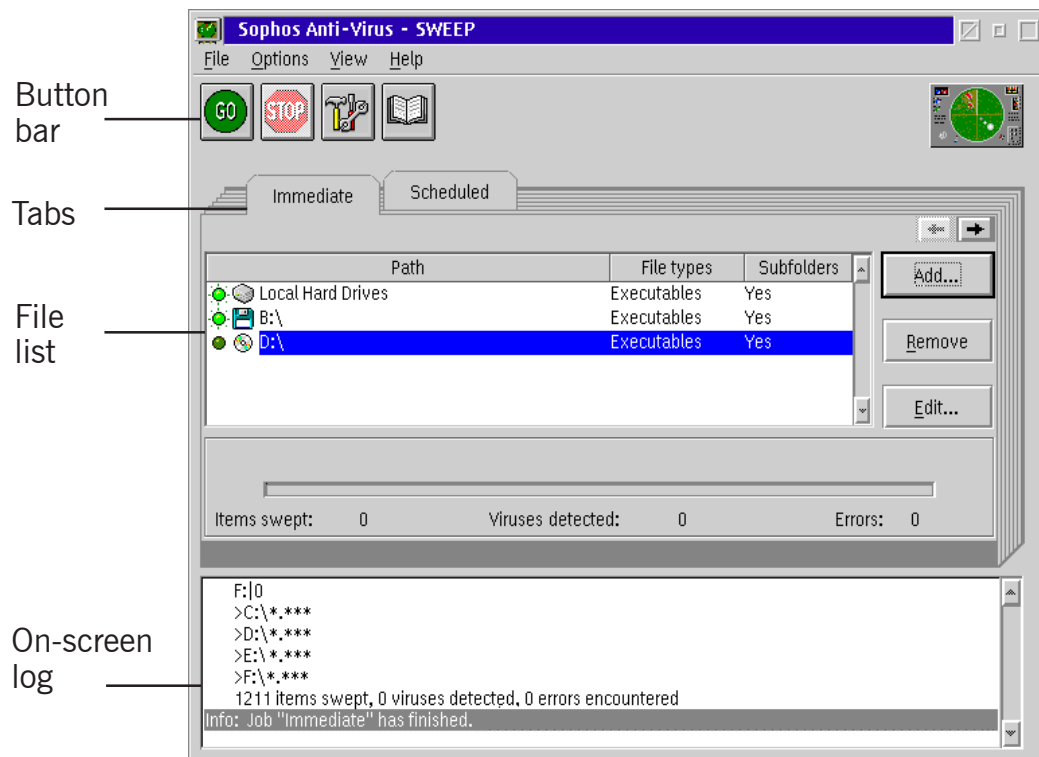 Sophos Anti-Virus - SWEEP
File Options View Help
Button
bar
GO STOP
Tabs
Immediate Scheduled
File
list
Path File types Subfolders
Local Hard Drives Executables Yes
B:\ Executables Yes
D:\ Executables Yes
Add...
Remove
Edit...
Items swept: 0 Viruses detected: 0 Errors: 0
On-screen
log
F:|0
>C:\*.***
>D:\*.***
>E:\*.***
>F:\*.***
1211 items swept, 0 viruses detected, 0 errors encountered
Info: Job "Immediate" has finished.